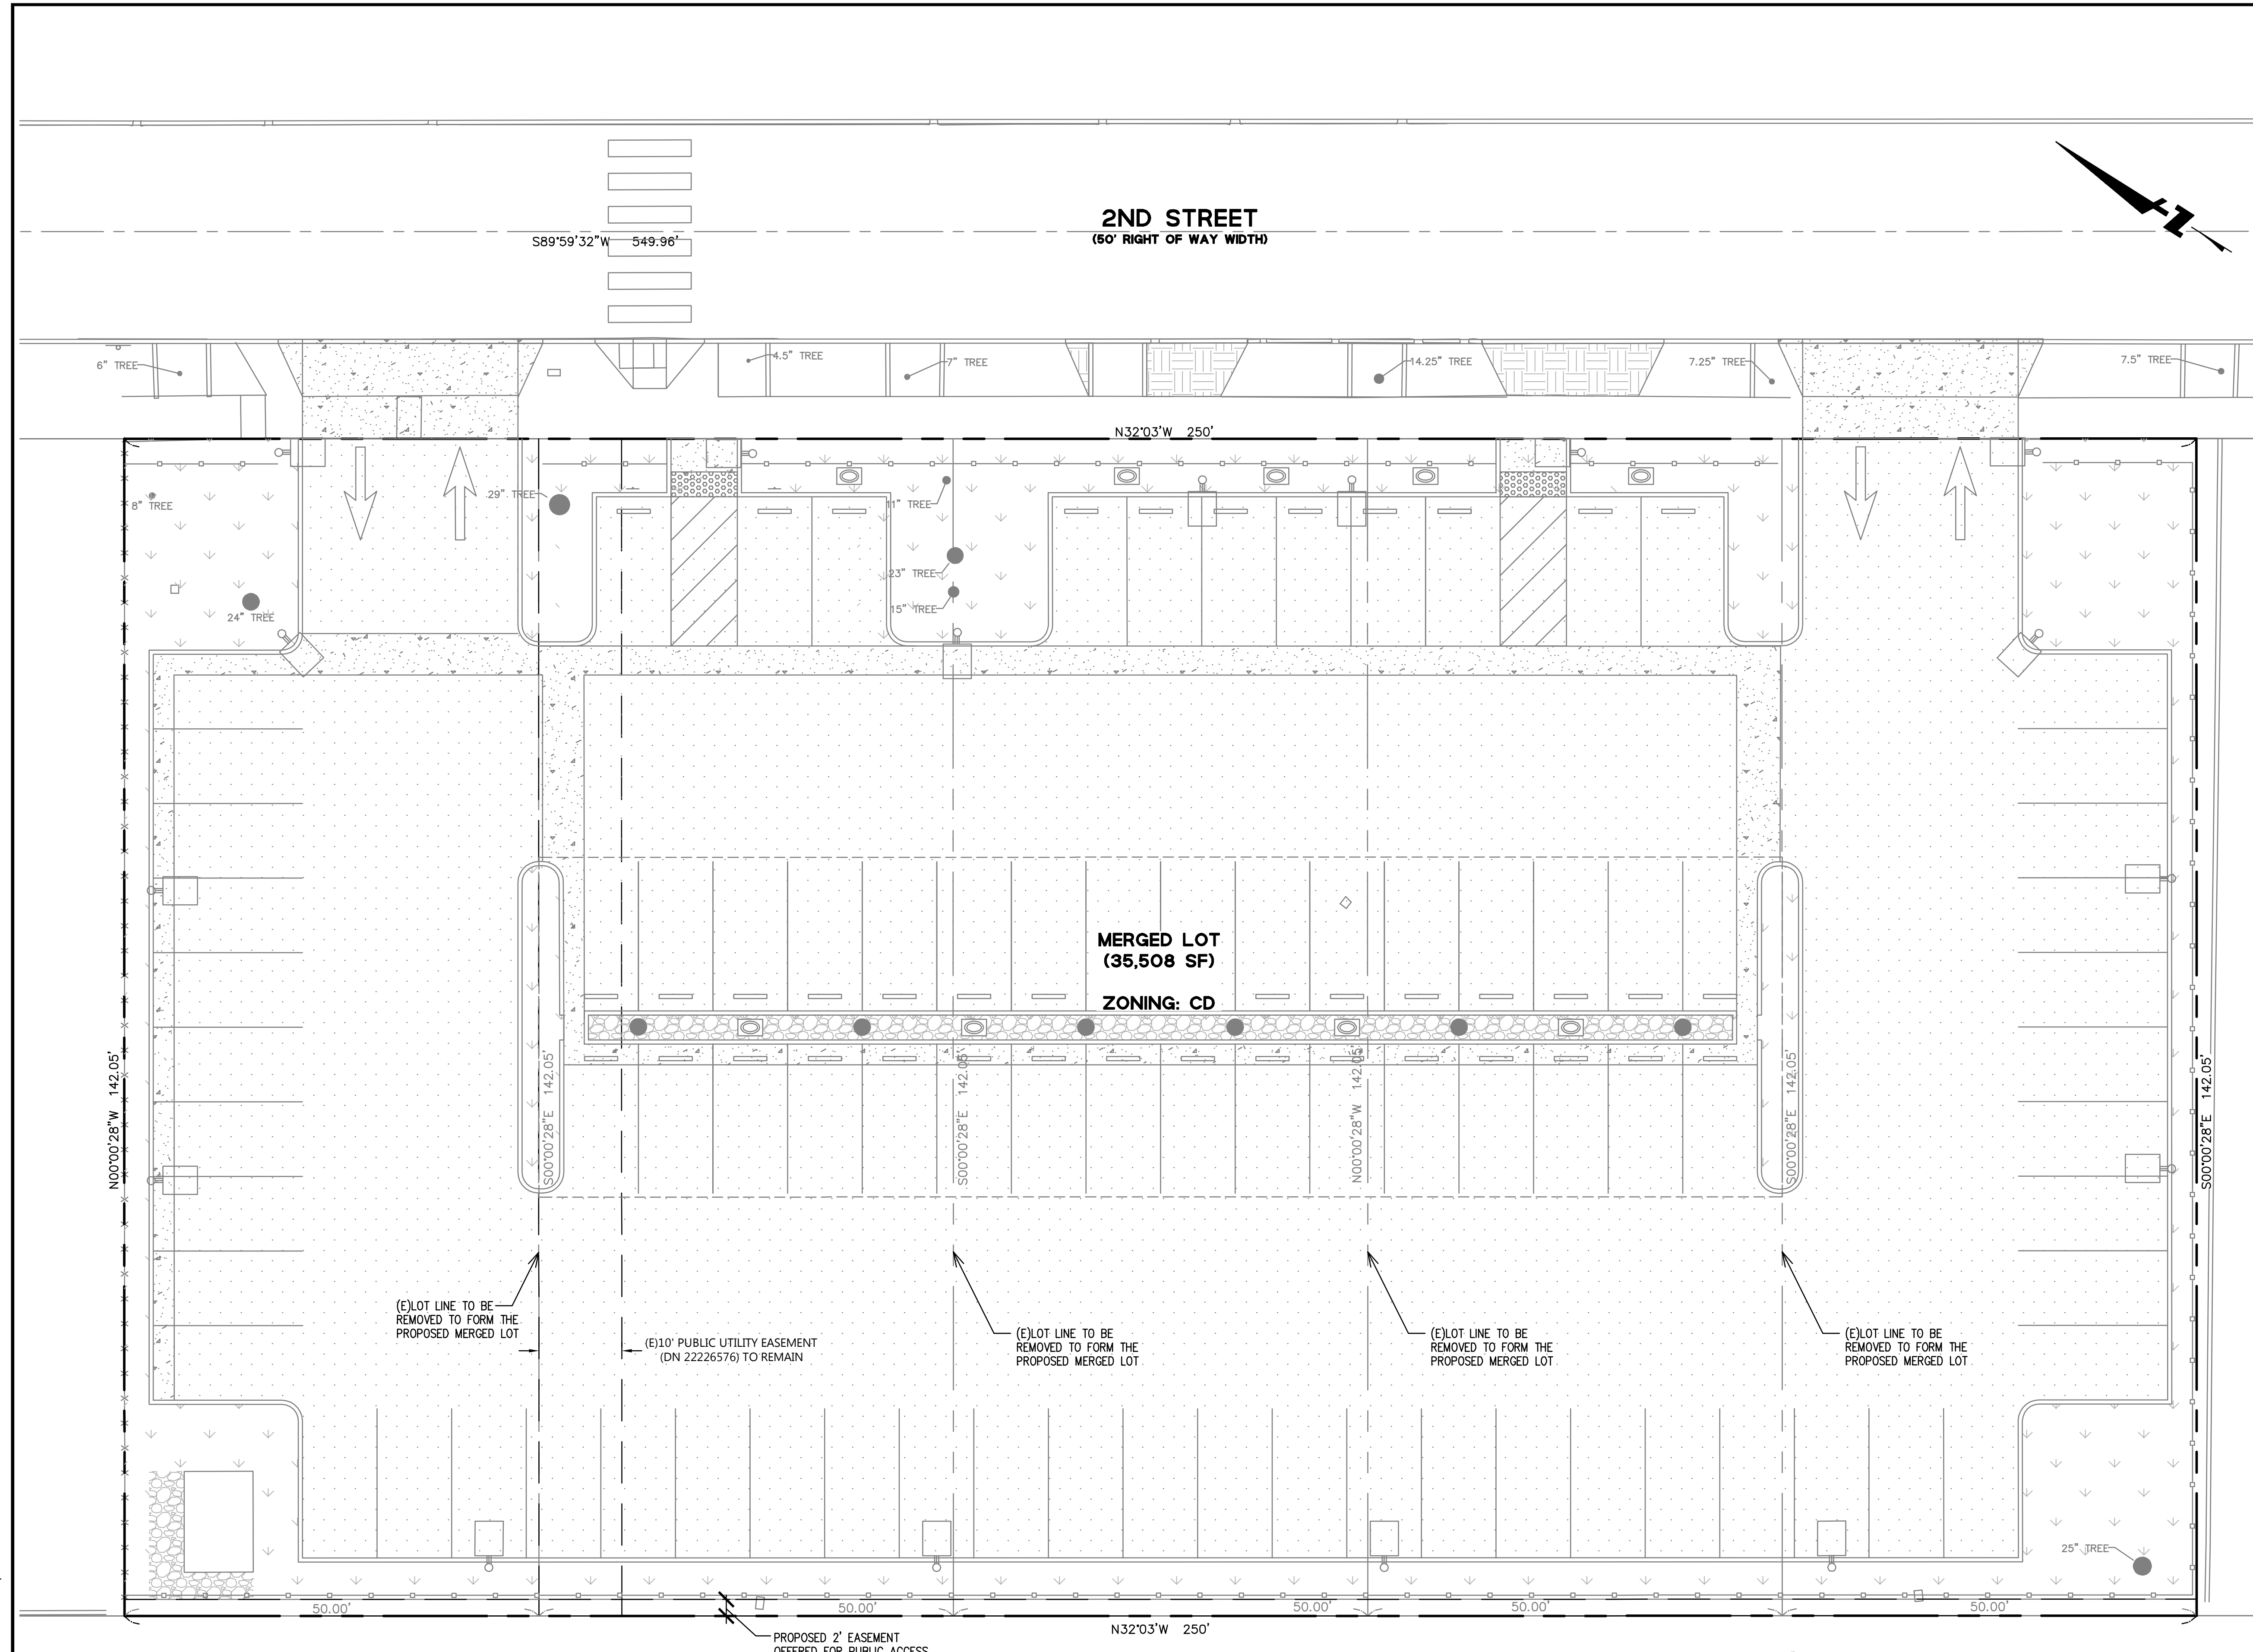 2ND STREET
(50' RIGHT OF WAY WIDTH)
S89°59'32"W 549.96'
Z
6" TREE
4.5" TREE
7" TREE
14.25" TREE
7.25" TREE
7.5" TREE
N32°03'W 250'
8" TREE
29" TREE
11" TREE
23" TREE
15" TREE
24" TREE
MERGED LOT
(35,508 SF)
ZONING: CD
N00°00'28"W 142.05'
S00°00'28"E 142.05'
S00°00'28"E 142.05'
N00°00'28"W 142.05'
S00°00'28"E 142.05'
S00°00'28"E 142.05'
(E)LOT LINE TO BE
REMOVED TO FORM THE
PROPOSED MERGED LOT
(E)10' PUBLIC UTILITY EASEMENT
(DN 22226576) TO REMAIN
(E)LOT LINE TO BE
REMOVED TO FORM THE
PROPOSED MERGED LOT
(E)LOT LINE TO BE
REMOVED TO FORM THE
PROPOSED MERGED LOT
(E)LOT LINE TO BE
REMOVED TO FORM THE
PROPOSED MERGED LOT
25" TREE
50.00'
50.00'
50.00'
50.00'
50.00'
N32°03'W 250'
PROPOSED 2' EASEMENT
OFFERED FOR PUBLIC ACCESS